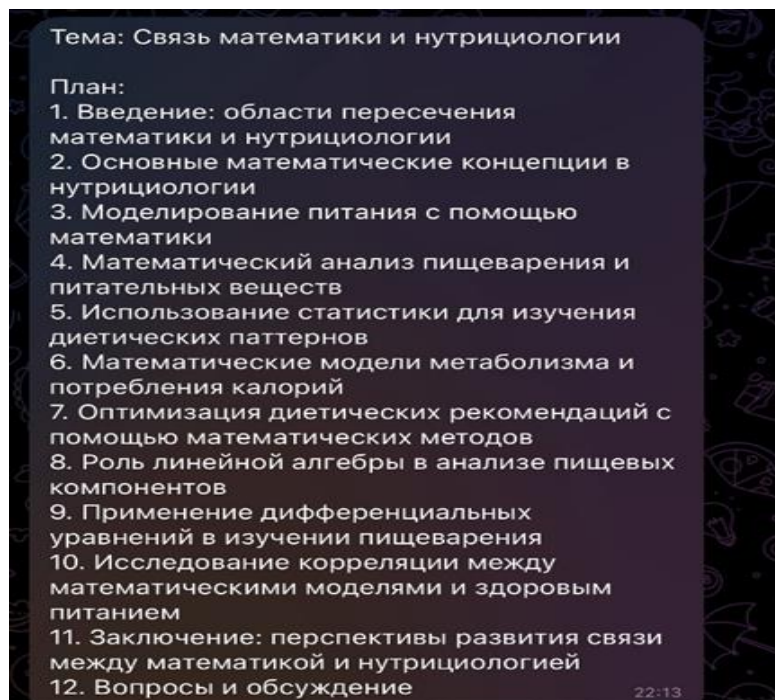 Тема: Связь математики и нутрициологии
План:
1. Введение: области пересечения
математики и нутрициологии
2. Основные математические концепции в
нутрициологии
3. Моделирование питания с помощью
математики
4. Математический анализ пищеварения и
питательных веществ
5. Использование статистики для изучения
диетических паттернов
6. Математические модели метаболизма и
потребления калорий
7. Оптимизация диетических рекомендаций с
помощью математических методов
8. Роль линейной алгебры в анализе пищевых
компонентов
9. Применение дифференциальных
уравнений в изучении пищеварения
10. Исследование корреляции между
математическими моделями и здоровым
питанием
11. Заключение: перспективы развития связи
между математикой и нутрициологией
12. Вопросы и обсуждение
22:13